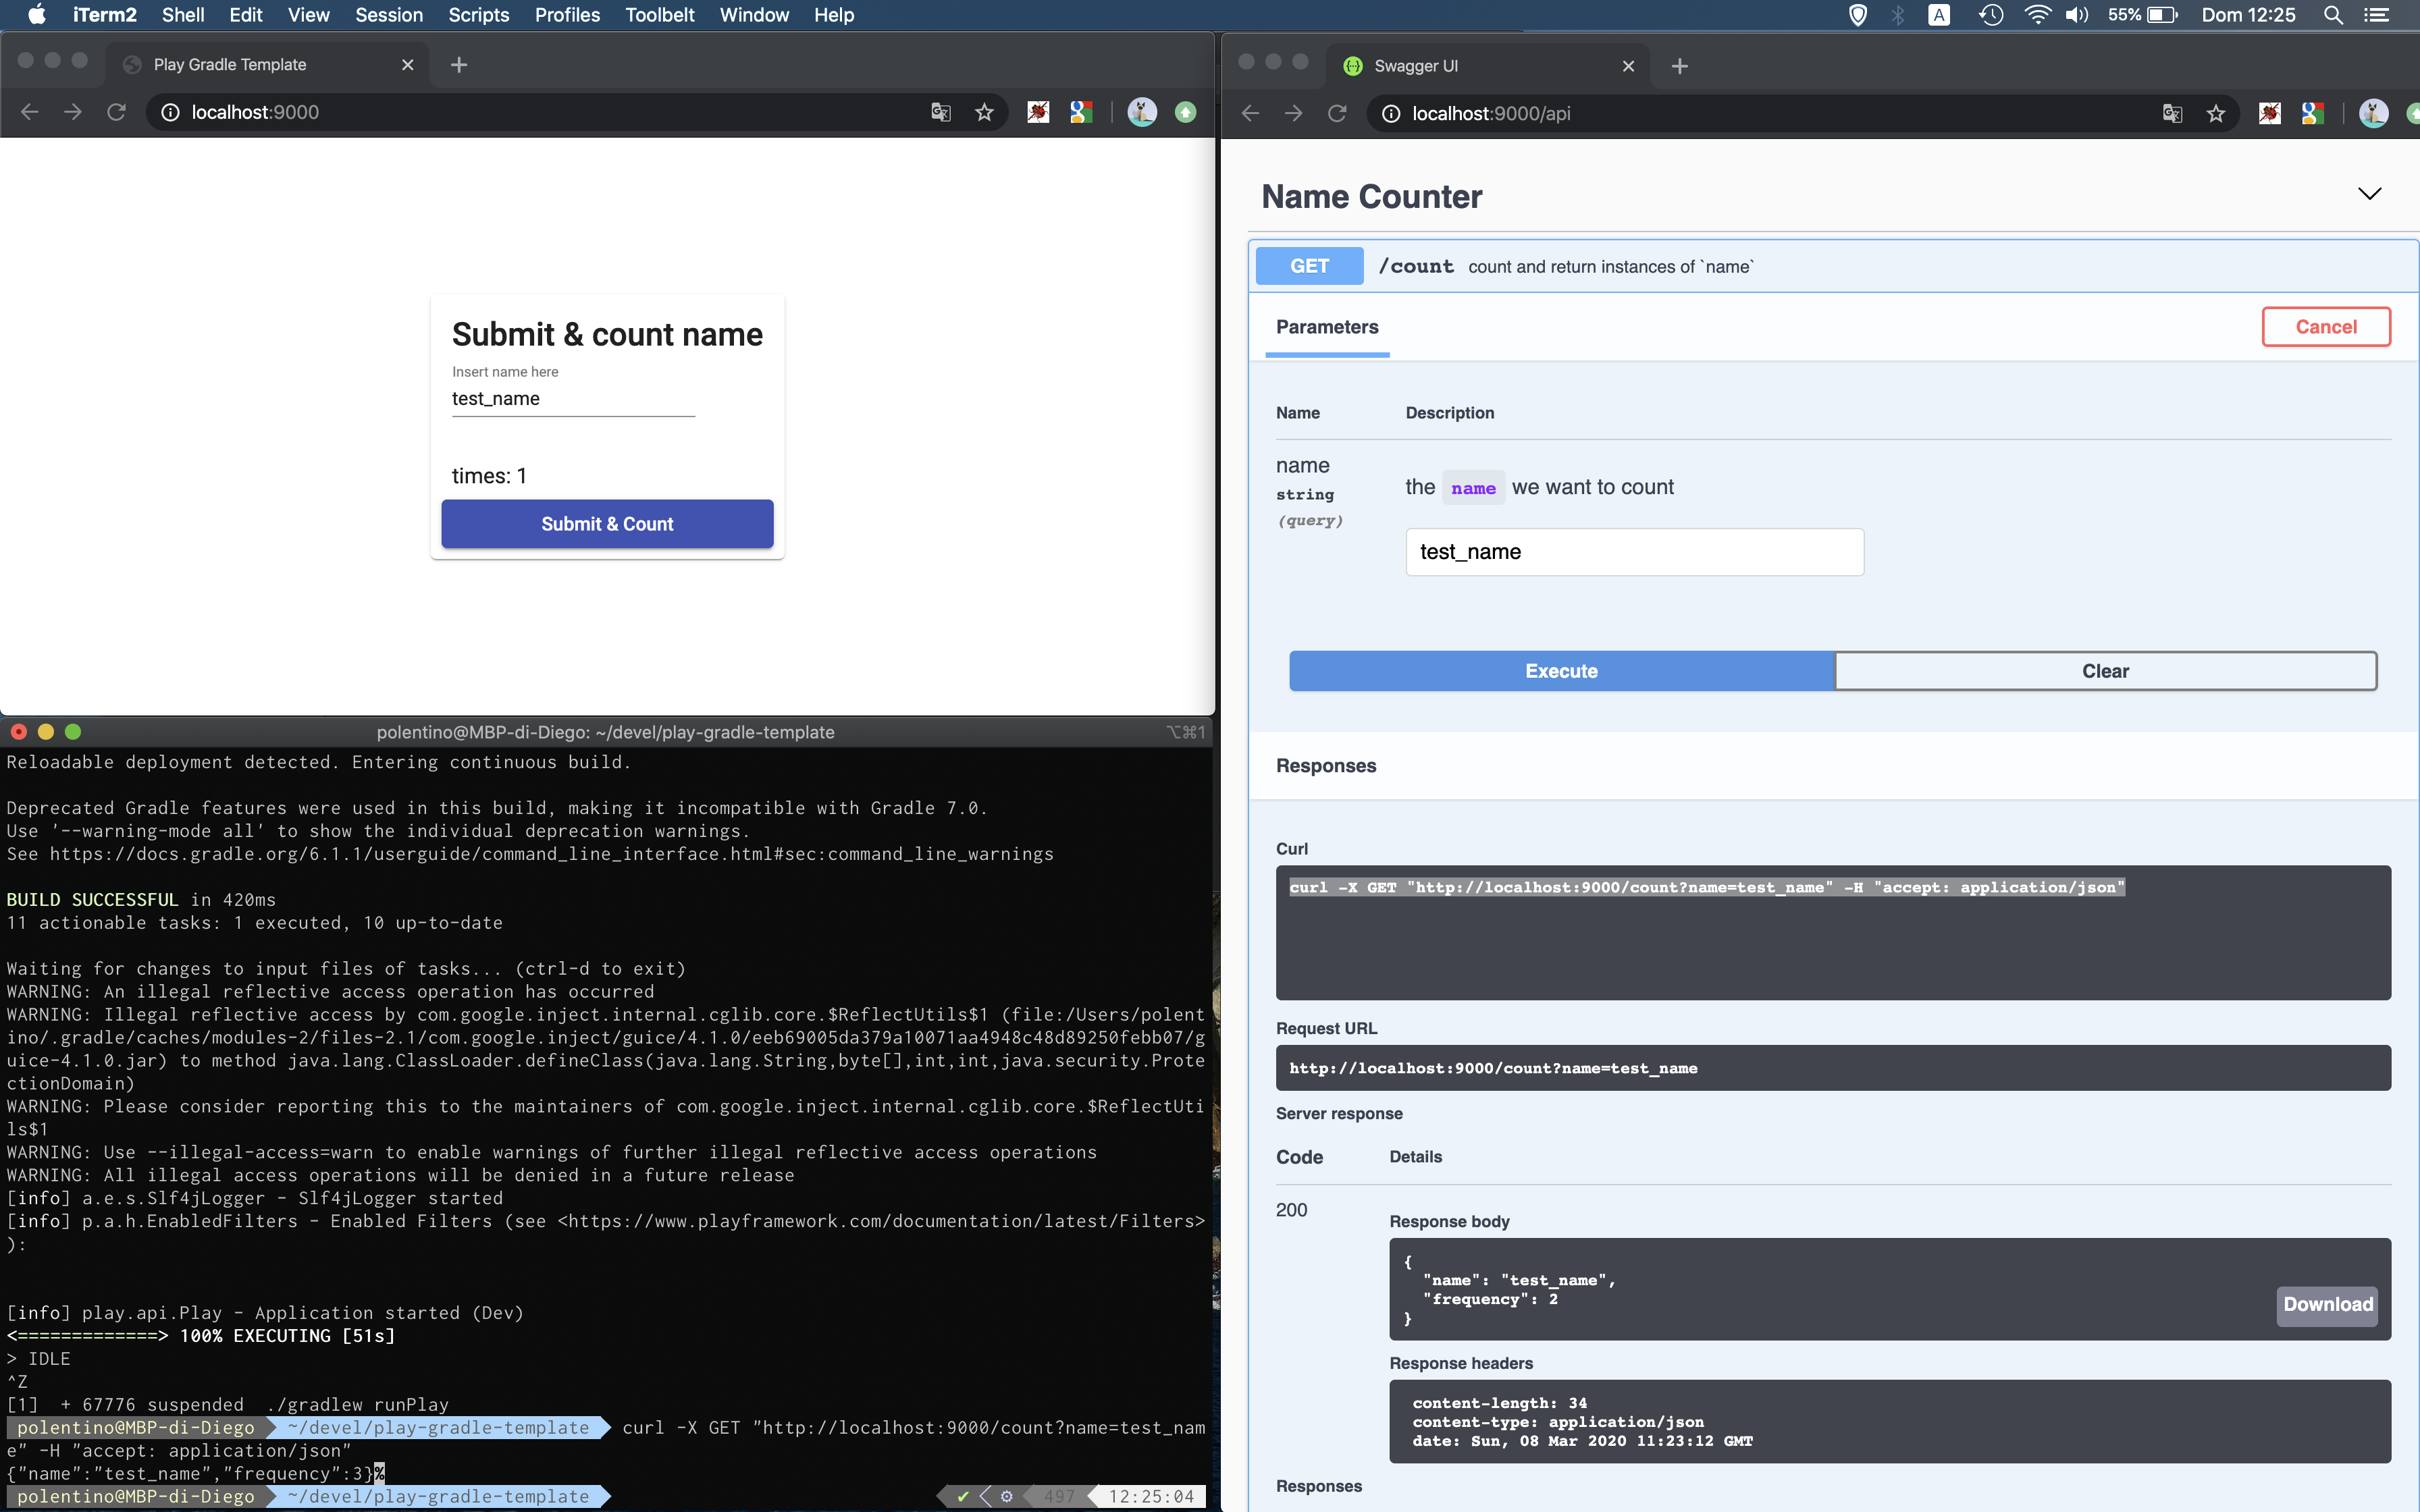 iTerm2 Shell Edit View Session Scripts Profiles Toolbelt Window Help
A 55% Dom 12:25
Play Gradle Template
localhost:9000
Submit & count name
Insert name here
test_name
times: 1
Submit & Count
polentino@MBP-di-Diego: ~/devel/play-gradle-template ⌥⌘1
Reloadable deployment detected. Entering continuous build.
Deprecated Gradle features were used in this build, making it incompatible with Gradle 7.0.
Use '--warning-mode all' to show the individual deprecation warnings.
See https://docs.gradle.org/6.1.1/userguide/command_line_interface.html#sec:command_line_warnings
BUILD SUCCESSFUL in 420ms
11 actionable tasks: 1 executed, 10 up-to-date
Waiting for changes to input files of tasks... (ctrl-d to exit)
WARNING: An illegal reflective access operation has occurred
WARNING: Illegal reflective access by com.google.inject.internal.cglib.core.$ReflectUtils$1 (file:/Users/polent
ino/.gradle/caches/modules-2/files-2.1/com.google.inject/guice/4.1.0/eeb69005da379a10071aa4948c48d89250febb07/g
uice-4.1.0.jar) to method java.lang.ClassLoader.defineClass(java.lang.String,byte[],int,int,java.security.Prote
ctionDomain)
WARNING: Please consider reporting this to the maintainers of com.google.inject.internal.cglib.core.$ReflectUti
ls$1
WARNING: Use --illegal-access=warn to enable warnings of further illegal reflective access operations
WARNING: All illegal access operations will be denied in a future release
[info] a.e.s.Slf4jLogger - Slf4jLogger started
[info] p.a.h.EnabledFilters - Enabled Filters (see <https://www.playframework.com/documentation/latest/Filters>
):
[info] play.api.Play - Application started (Dev)
<=============> 100% EXECUTING [51s]
> IDLE
^Z
[1]  + 67776 suspended  ./gradlew runPlay
polentino@MBP-di-Diego ~/devel/play-gradle-template curl -X GET "http://localhost:9000/count?name=test_nam
e" -H "accept: application/json"
{"name":"test_name","frequency":3}%
polentino@MBP-di-Diego ~/devel/play-gradle-template ✔ ⚙ 497 12:25:04
Swagger UI
localhost:9000/api
Name Counter
GET /count count and return instances of `name`
Parameters Cancel
Name Description
name
string
(query)
the name we want to count
test_name
Execute Clear
Responses
Curl
curl -X GET "http://localhost:9000/count?name=test_name" -H "accept: application/json"
Request URL
http://localhost:9000/count?name=test_name
Server response
Code Details
200
Response body
{
"name": "test_name",
"frequency": 2
}
Download
Response headers
content-length: 34
content-type: application/json
date: Sun, 08 Mar 2020 11:23:12 GMT
Responses